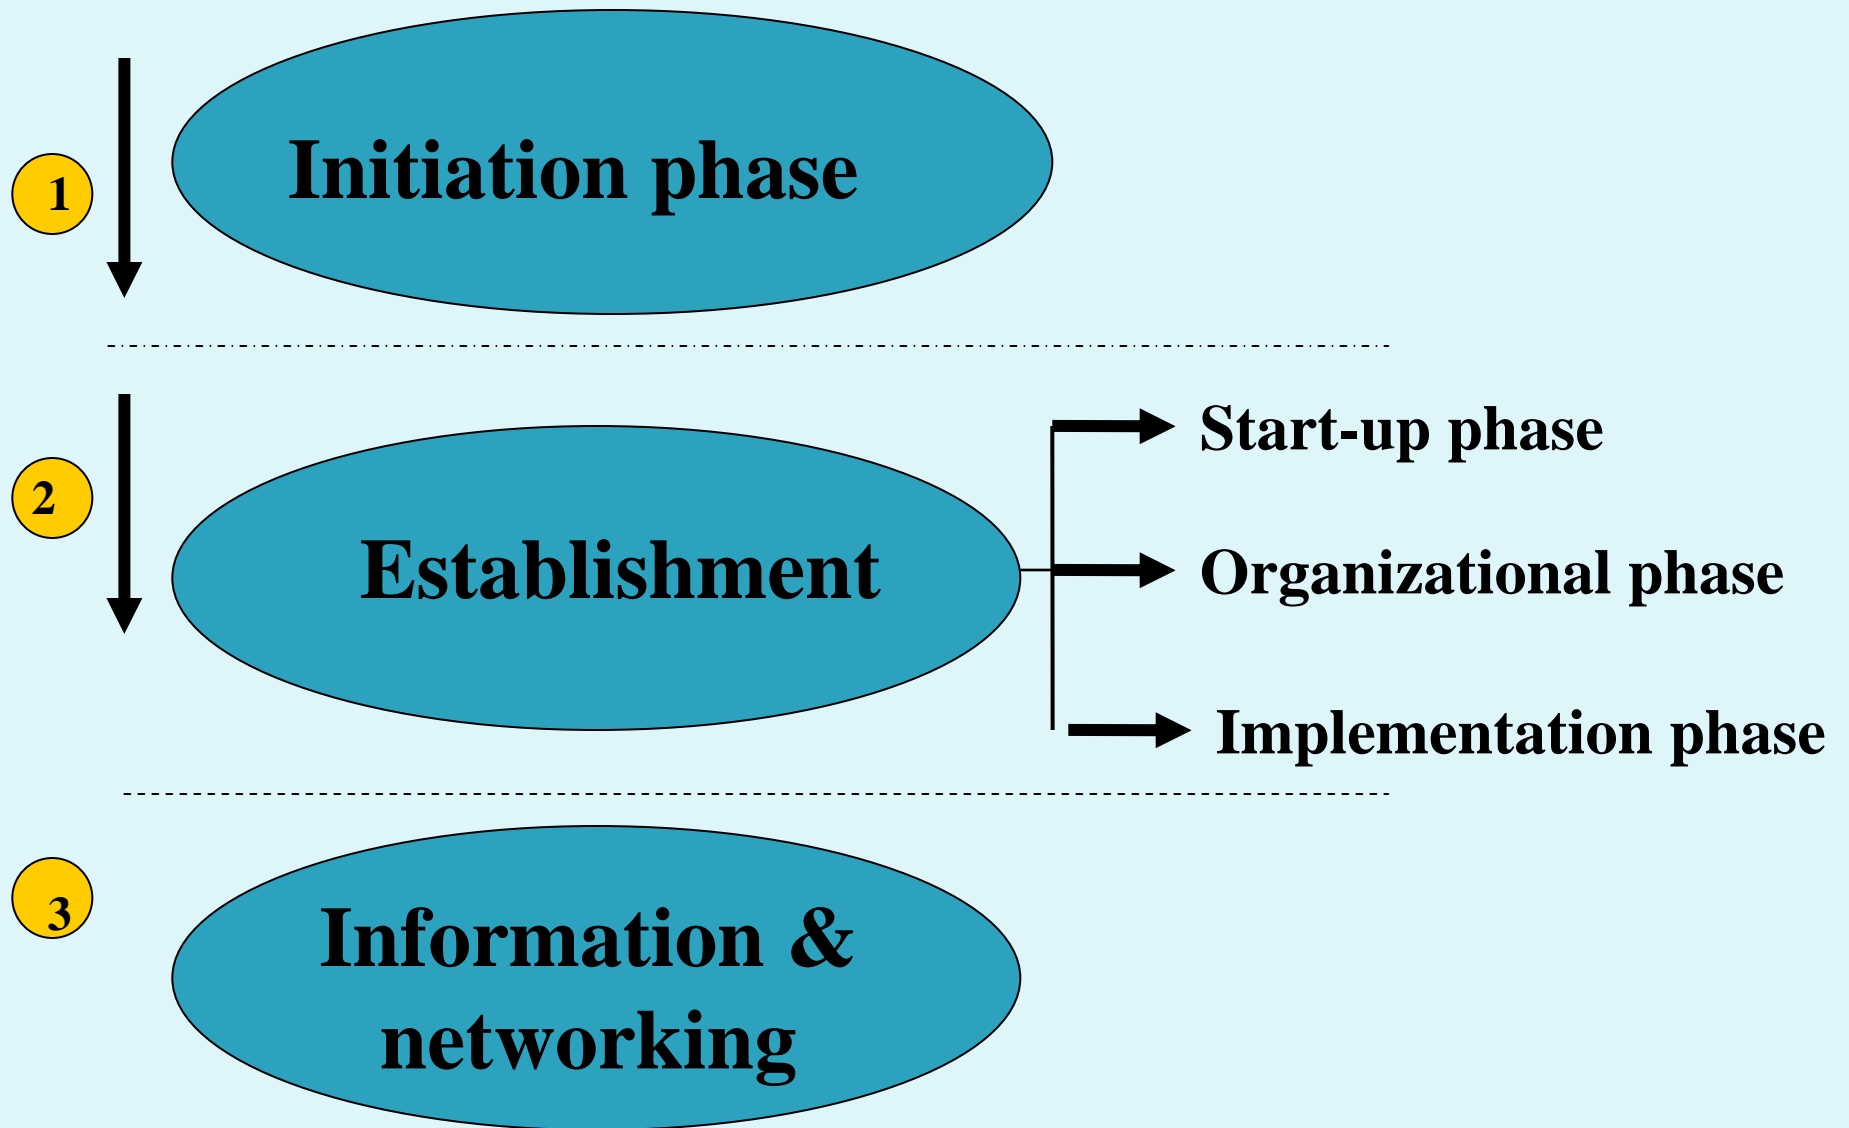 1
Initiation phase
2
Establishment
Start-up phase
Organizational phase
Implementation phase
3
Information &
networking